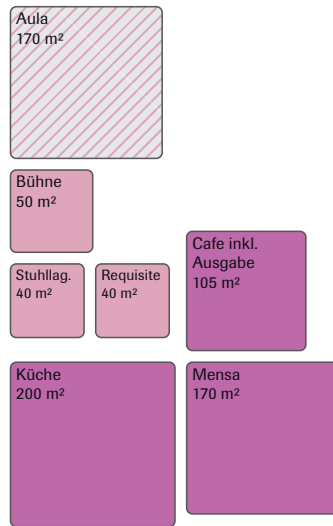 Aula
170 m²
Bühne
50 m²
Stuhllag.
40 m²
Requisite
40 m²
Cafe inkl.
Ausgabe
105 m²
Küche
200 m²
Mensa
170 m²